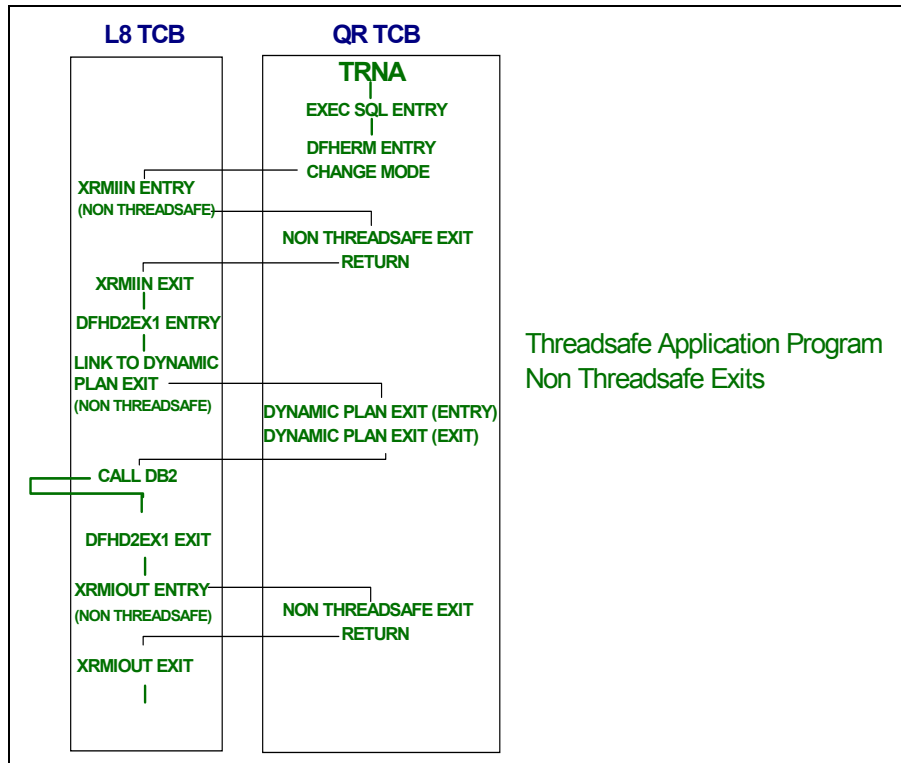 L8 TCB
QR TCB
TRNA
EXEC SQL ENTRY
DFHERM ENTRY
CHANGE MODE
XRMIIN ENTRY
(NON THREADSAFE)
NON THREADSAFE EXIT
RETURN
XRMIIN EXIT
DFHD2EX1 ENTRY
LINK TO DYNAMIC
PLAN EXIT
(NON THREADSAFE)
DYNAMIC PLAN EXIT (ENTRY)
DYNAMIC PLAN EXIT (EXIT)
CALL DB2
DFHD2EX1 EXIT
XRMIOUT ENTRY
(NON THREADSAFE)
NON THREADSAFE EXIT
RETURN
XRMIOUT EXIT
Threadsafe Application Program
Non Threadsafe Exits